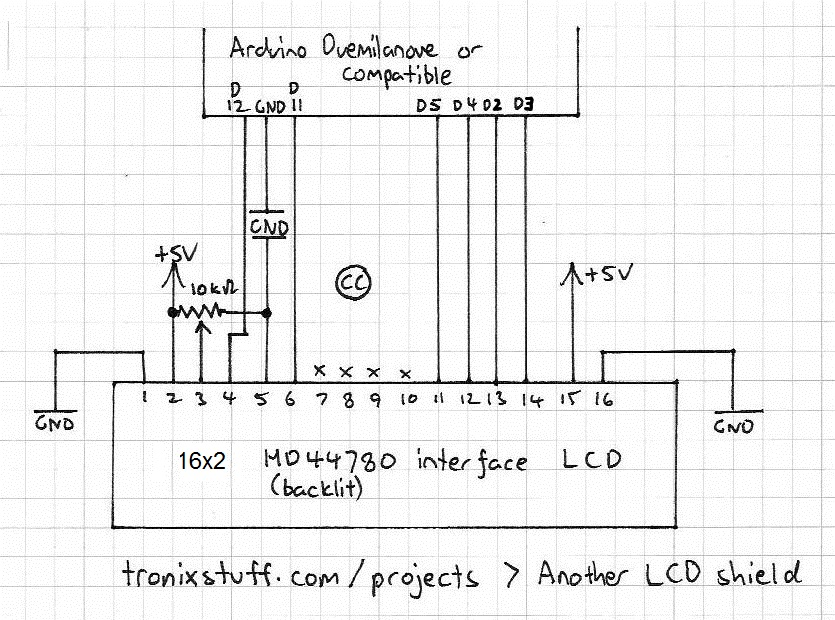 Arduino Duemilanove or
compatible
D D
12 GND 11 D5 D4 D2 D3
GND
+5V
10kΩ
CC
+5V
x x x x
1 2 3 4 5 6 7 8 9 10 11 12 13 14 15 16
GND
GND
16x2 HD44780 interface LCD
(backlit)
tronixstuff.com/projects > Another LCD shield